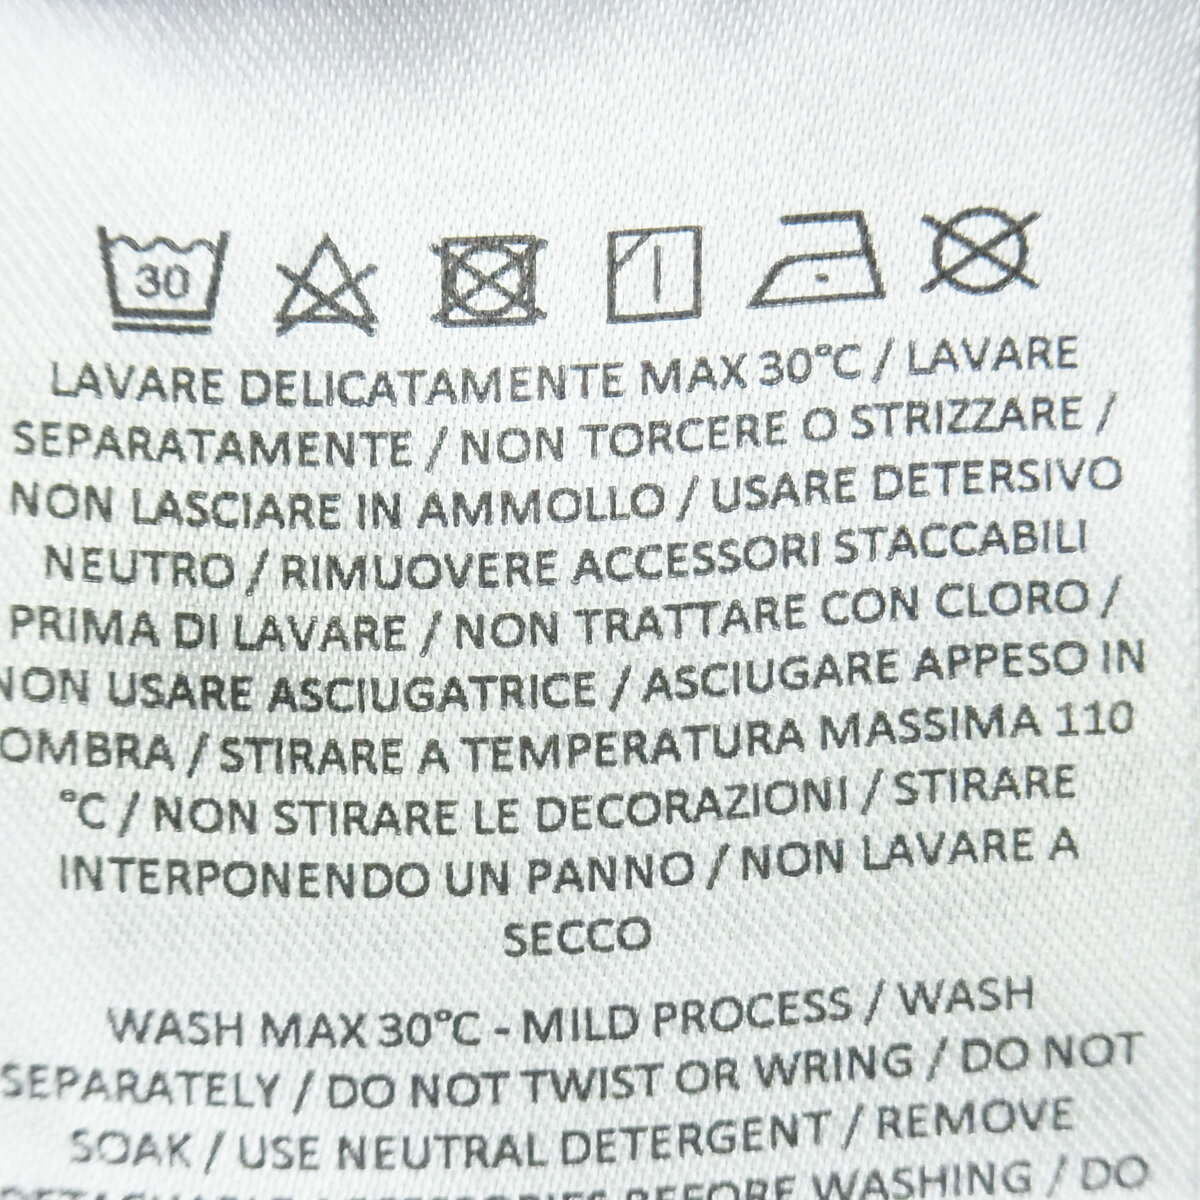 30
LAVARE DELICATAMENTE MAX 30°C / LAVARE
SEPARATAMENTE / NON TORCERE O STRIZZARE /
NON LASCIARE IN AMMOLLO / USARE DETERSIVO
NEUTRO / RIMUOVERE ACCESSORI STACCABILI
PRIMA DI LAVARE / NON TRATTARE CON CLORO /
NON USARE ASCIUGATRICE / ASCIUGARE APPESO IN
OMBRA / STIRARE A TEMPERATURA MASSIMA 110
°C / NON STIRARE LE DECORAZIONI / STIRARE
INTERPONENDO UN PANNO / NON LAVARE A
SECCO
WASH MAX 30°C - MILD PROCESS / WASH
SEPARATELY / DO NOT TWIST OR WRING / DO NOT
SOAK / USE NEUTRAL DETERGENT / REMOVE
BEFORE WASHING / DO